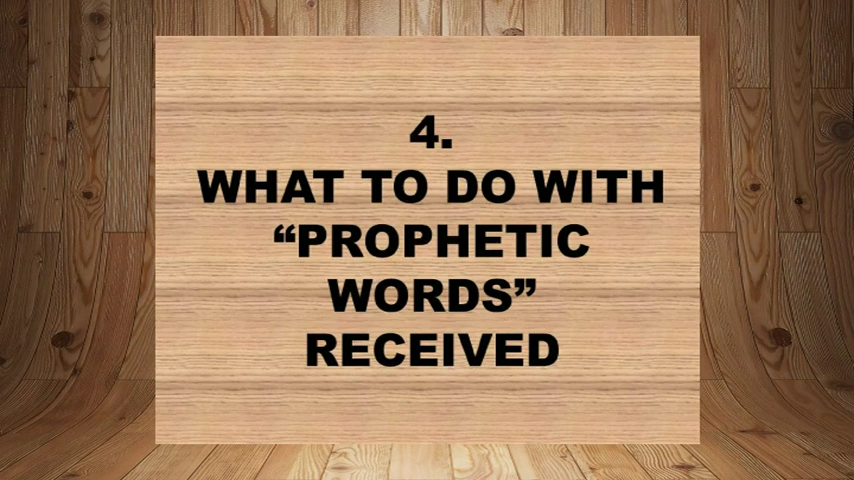 4.
WHAT TO DO WITH
“PROPHETIC
WORDS”
RECEIVED